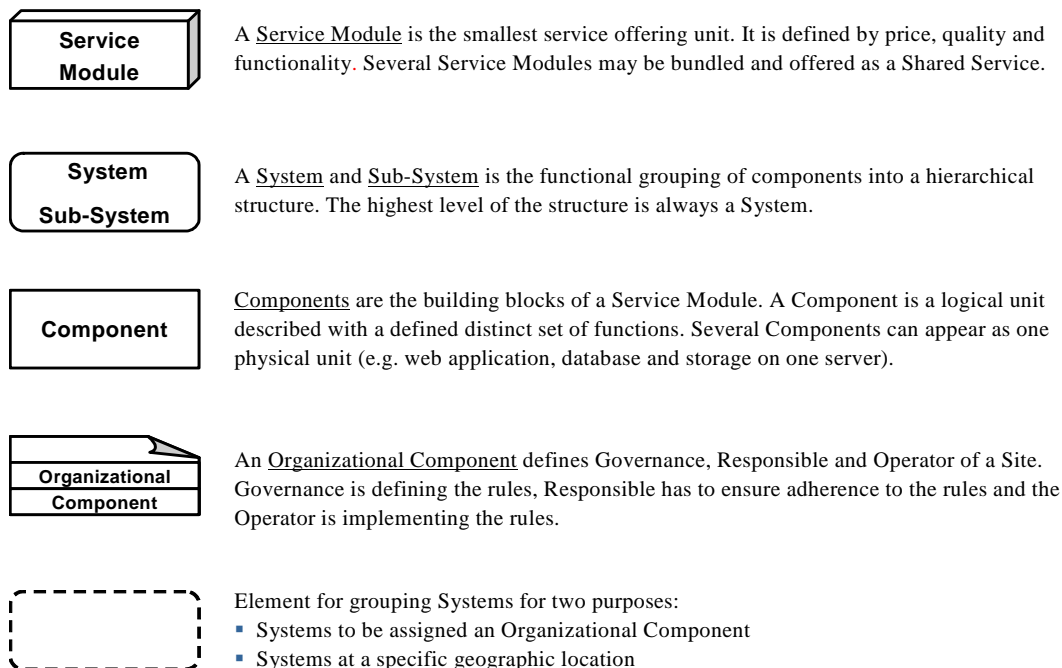 Service
Module
A Service Module is the smallest service offering unit. It is defined by price, quality and
functionality. Several Service Modules may be bundled and offered as a Shared Service.
System
Sub-System
A System and Sub-System is the functional grouping of components into a hierarchical
structure. The highest level of the structure is always a System.
Component
Components are the building blocks of a Service Module. A Component is a logical unit
described with a defined distinct set of functions. Several Components can appear as one
physical unit (e.g. web application, database and storage on one server).
Organizational
Component
An Organizational Component defines Governance, Responsible and Operator of a Site.
Governance is defining the rules, Responsible has to ensure adherence to the rules and the
Operator is implementing the rules.
Element for grouping Systems for two purposes:
▪ Systems to be assigned an Organizational Component
▪ Systems at a specific geographic location